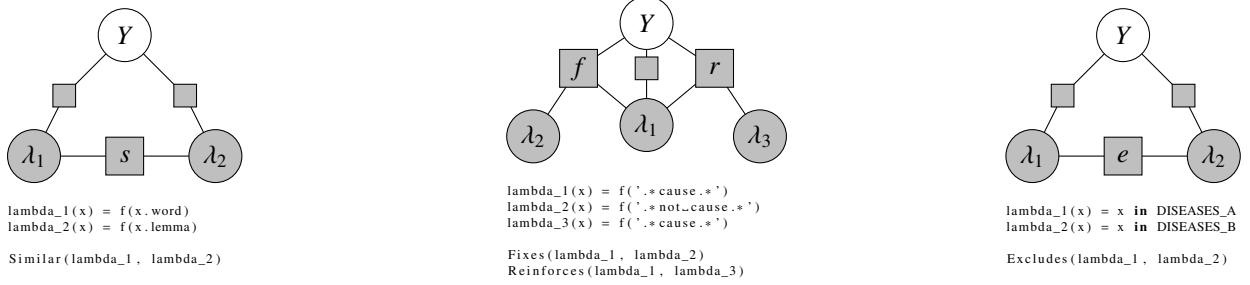 Y
λ1 s λ2
lambda_1(x) = f(x.word)
lambda_2(x) = f(x.lemma)
Similar(lambda_1, lambda_2)
Y
f r
λ2 λ1 λ3
lambda_1(x) = f('.*cause.*')
lambda_2(x) = f('.*not_cause.*')
lambda_3(x) = f('.*cause.*')
Fixes(lambda_1, lambda_2)
Reinforces(lambda_1, lambda_3)
Y
λ1 e λ2
lambda_1(x) = x in DISEASES_A
lambda_2(x) = x in DISEASES_B
Excludes(lambda_1, lambda_2)